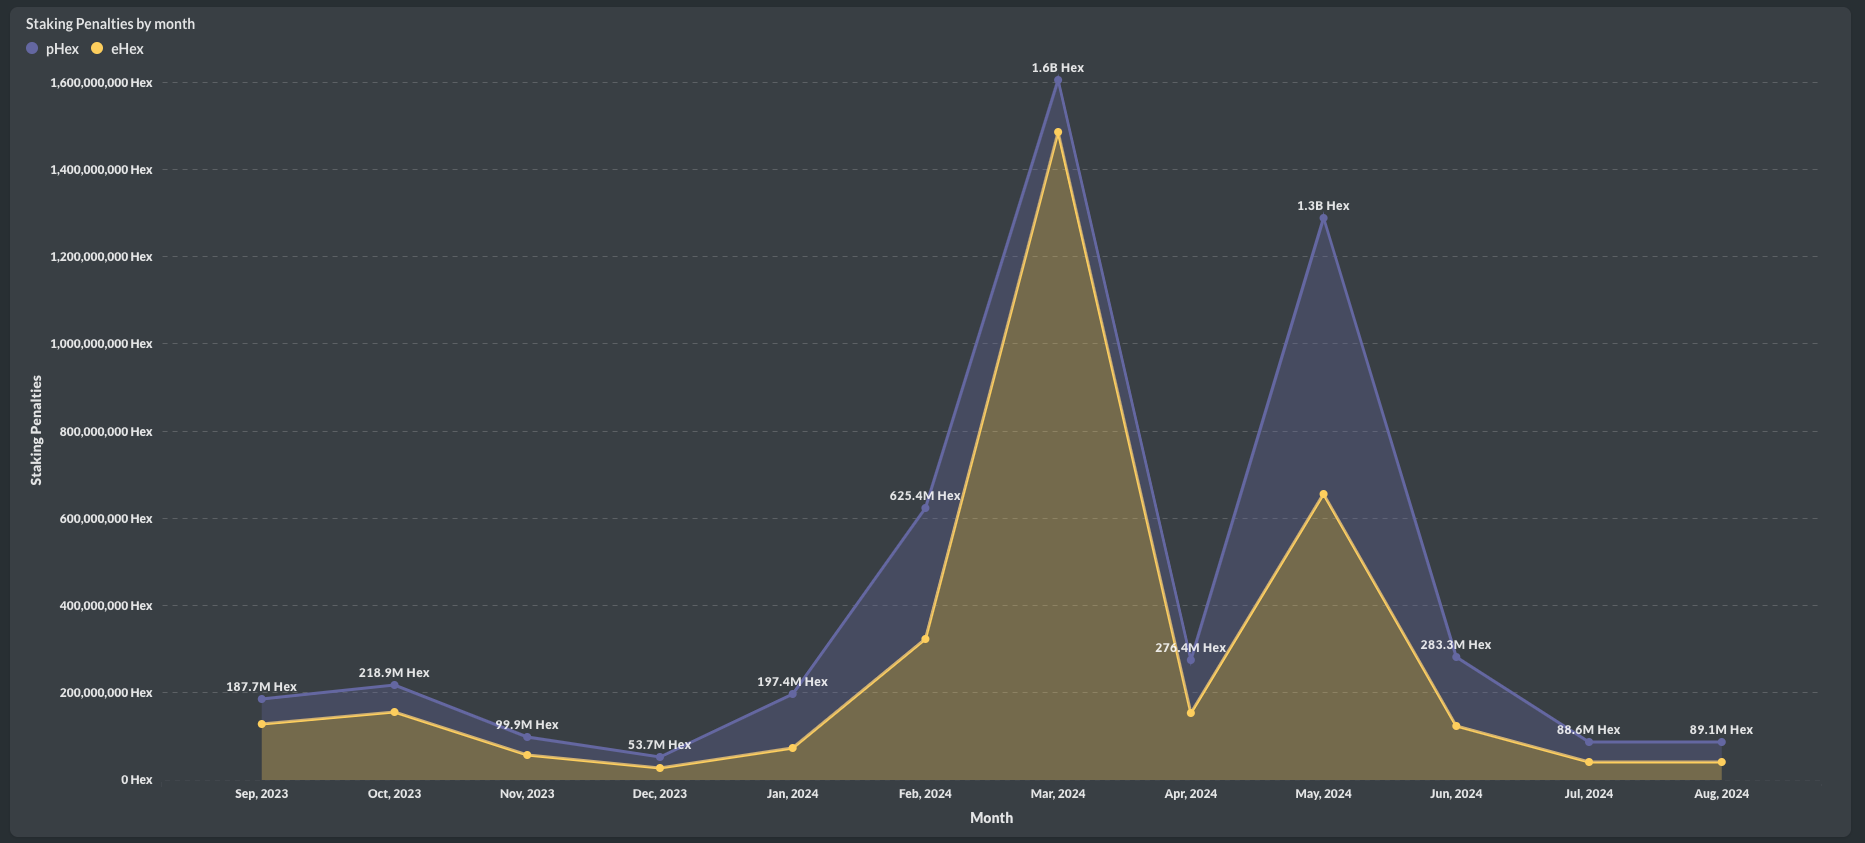 Staking Penalties by month
pHex eHex
1.6B Hex
1,600,000,000 Hex
1,400,000,000 Hex
1.3B Hex
1,200,000,000 Hex
1,000,000,000 Hex
Staking Penalties
800,000,000 Hex
625.4M Hex
600,000,000 Hex
400,000,000 Hex
276.4M Hex
283.3M Hex
187.7M Hex
218.9M Hex
197.4M Hex
200,000,000 Hex
99.9M Hex
53.7M Hex
88.6M Hex
89.1M Hex
0 Hex
Sep, 2023 Oct, 2023 Nov, 2023 Dec, 2023 Jan, 2024 Feb, 2024 Mar, 2024 Apr, 2024 May, 2024 Jun, 2024 Jul, 2024 Aug, 2024
Month